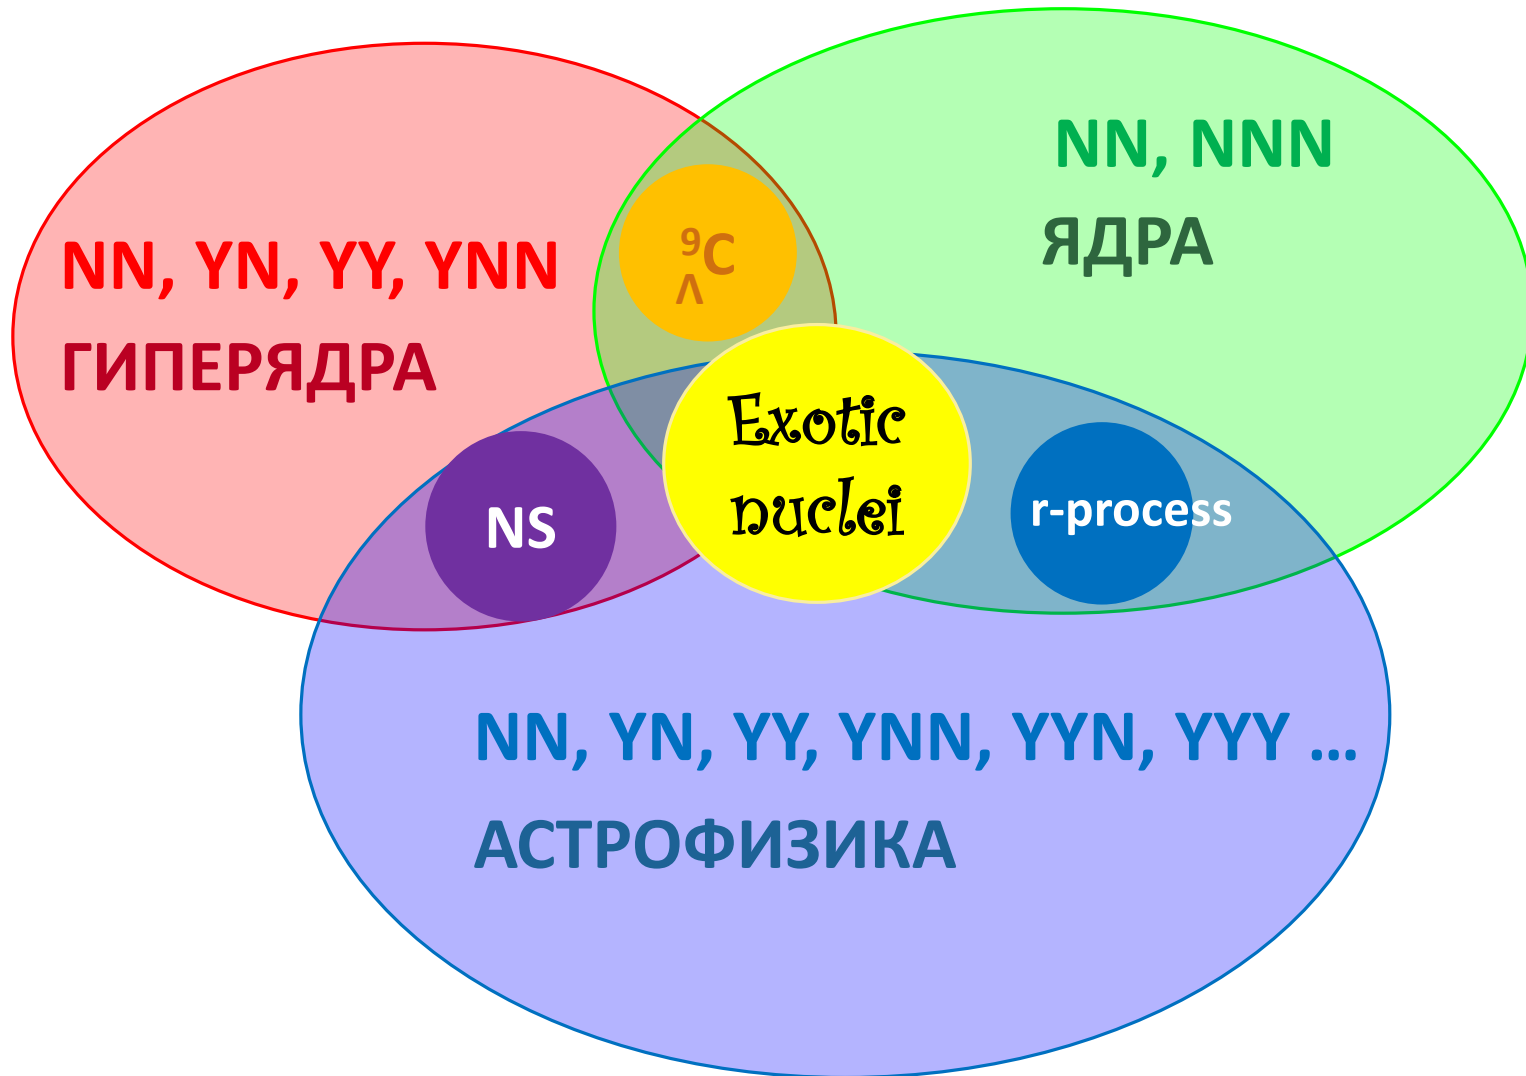 NN, NNN
ЯДРА
⁹C
Λ
NN, YN, YY, YNN
ГИПЕРЯДРА
Exotic
nuclei
NS
r-process
NN, YN, YY, YNN, YYN, YYY ...
АСТРОФИЗИКА